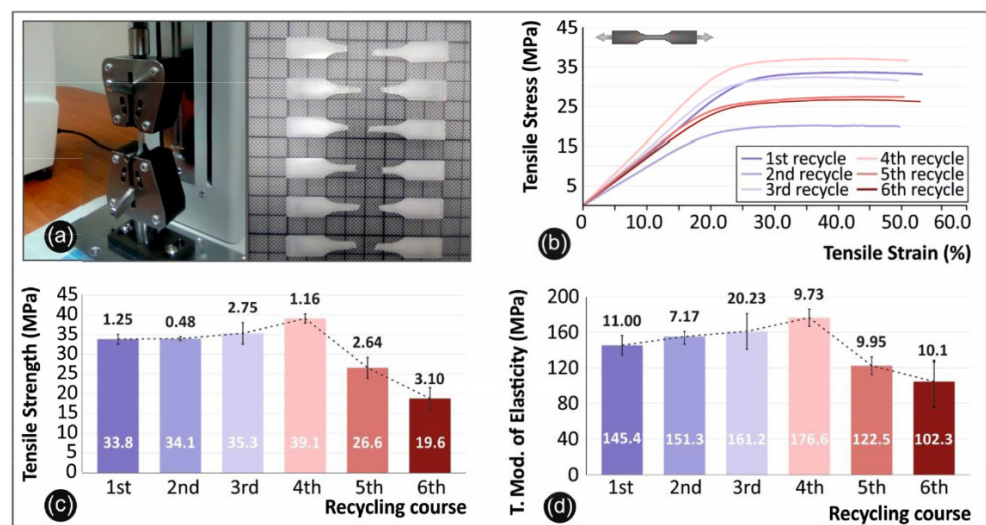 (a)
Tensile Stress (MPa)
45
35
25
15
5
0
10.0
20.0
30.0
40.0
50.0
60.0
1st recycle
2nd recycle
3rd recycle
4th recycle
5th recycle
6th recycle
(b)
Tensile Strain (%)
Tensile Strength (MPa)
45
40
35
30
25
20
15
10
5
0
1.25
0.48
2.75
1.16
2.64
3.10
33.8
34.1
35.3
39.1
26.6
19.6
1st
2nd
3rd
4th
5th
6th
(c)
Recycling course
T. Mod. of Elasticity (MPa)
200
160
120
80
40
0
11.00
7.17
20.23
9.73
9.95
10.1
145.4
151.3
161.2
176.6
122.5
102.3
1st
2nd
3rd
4th
5th
6th
(d)
Recycling course